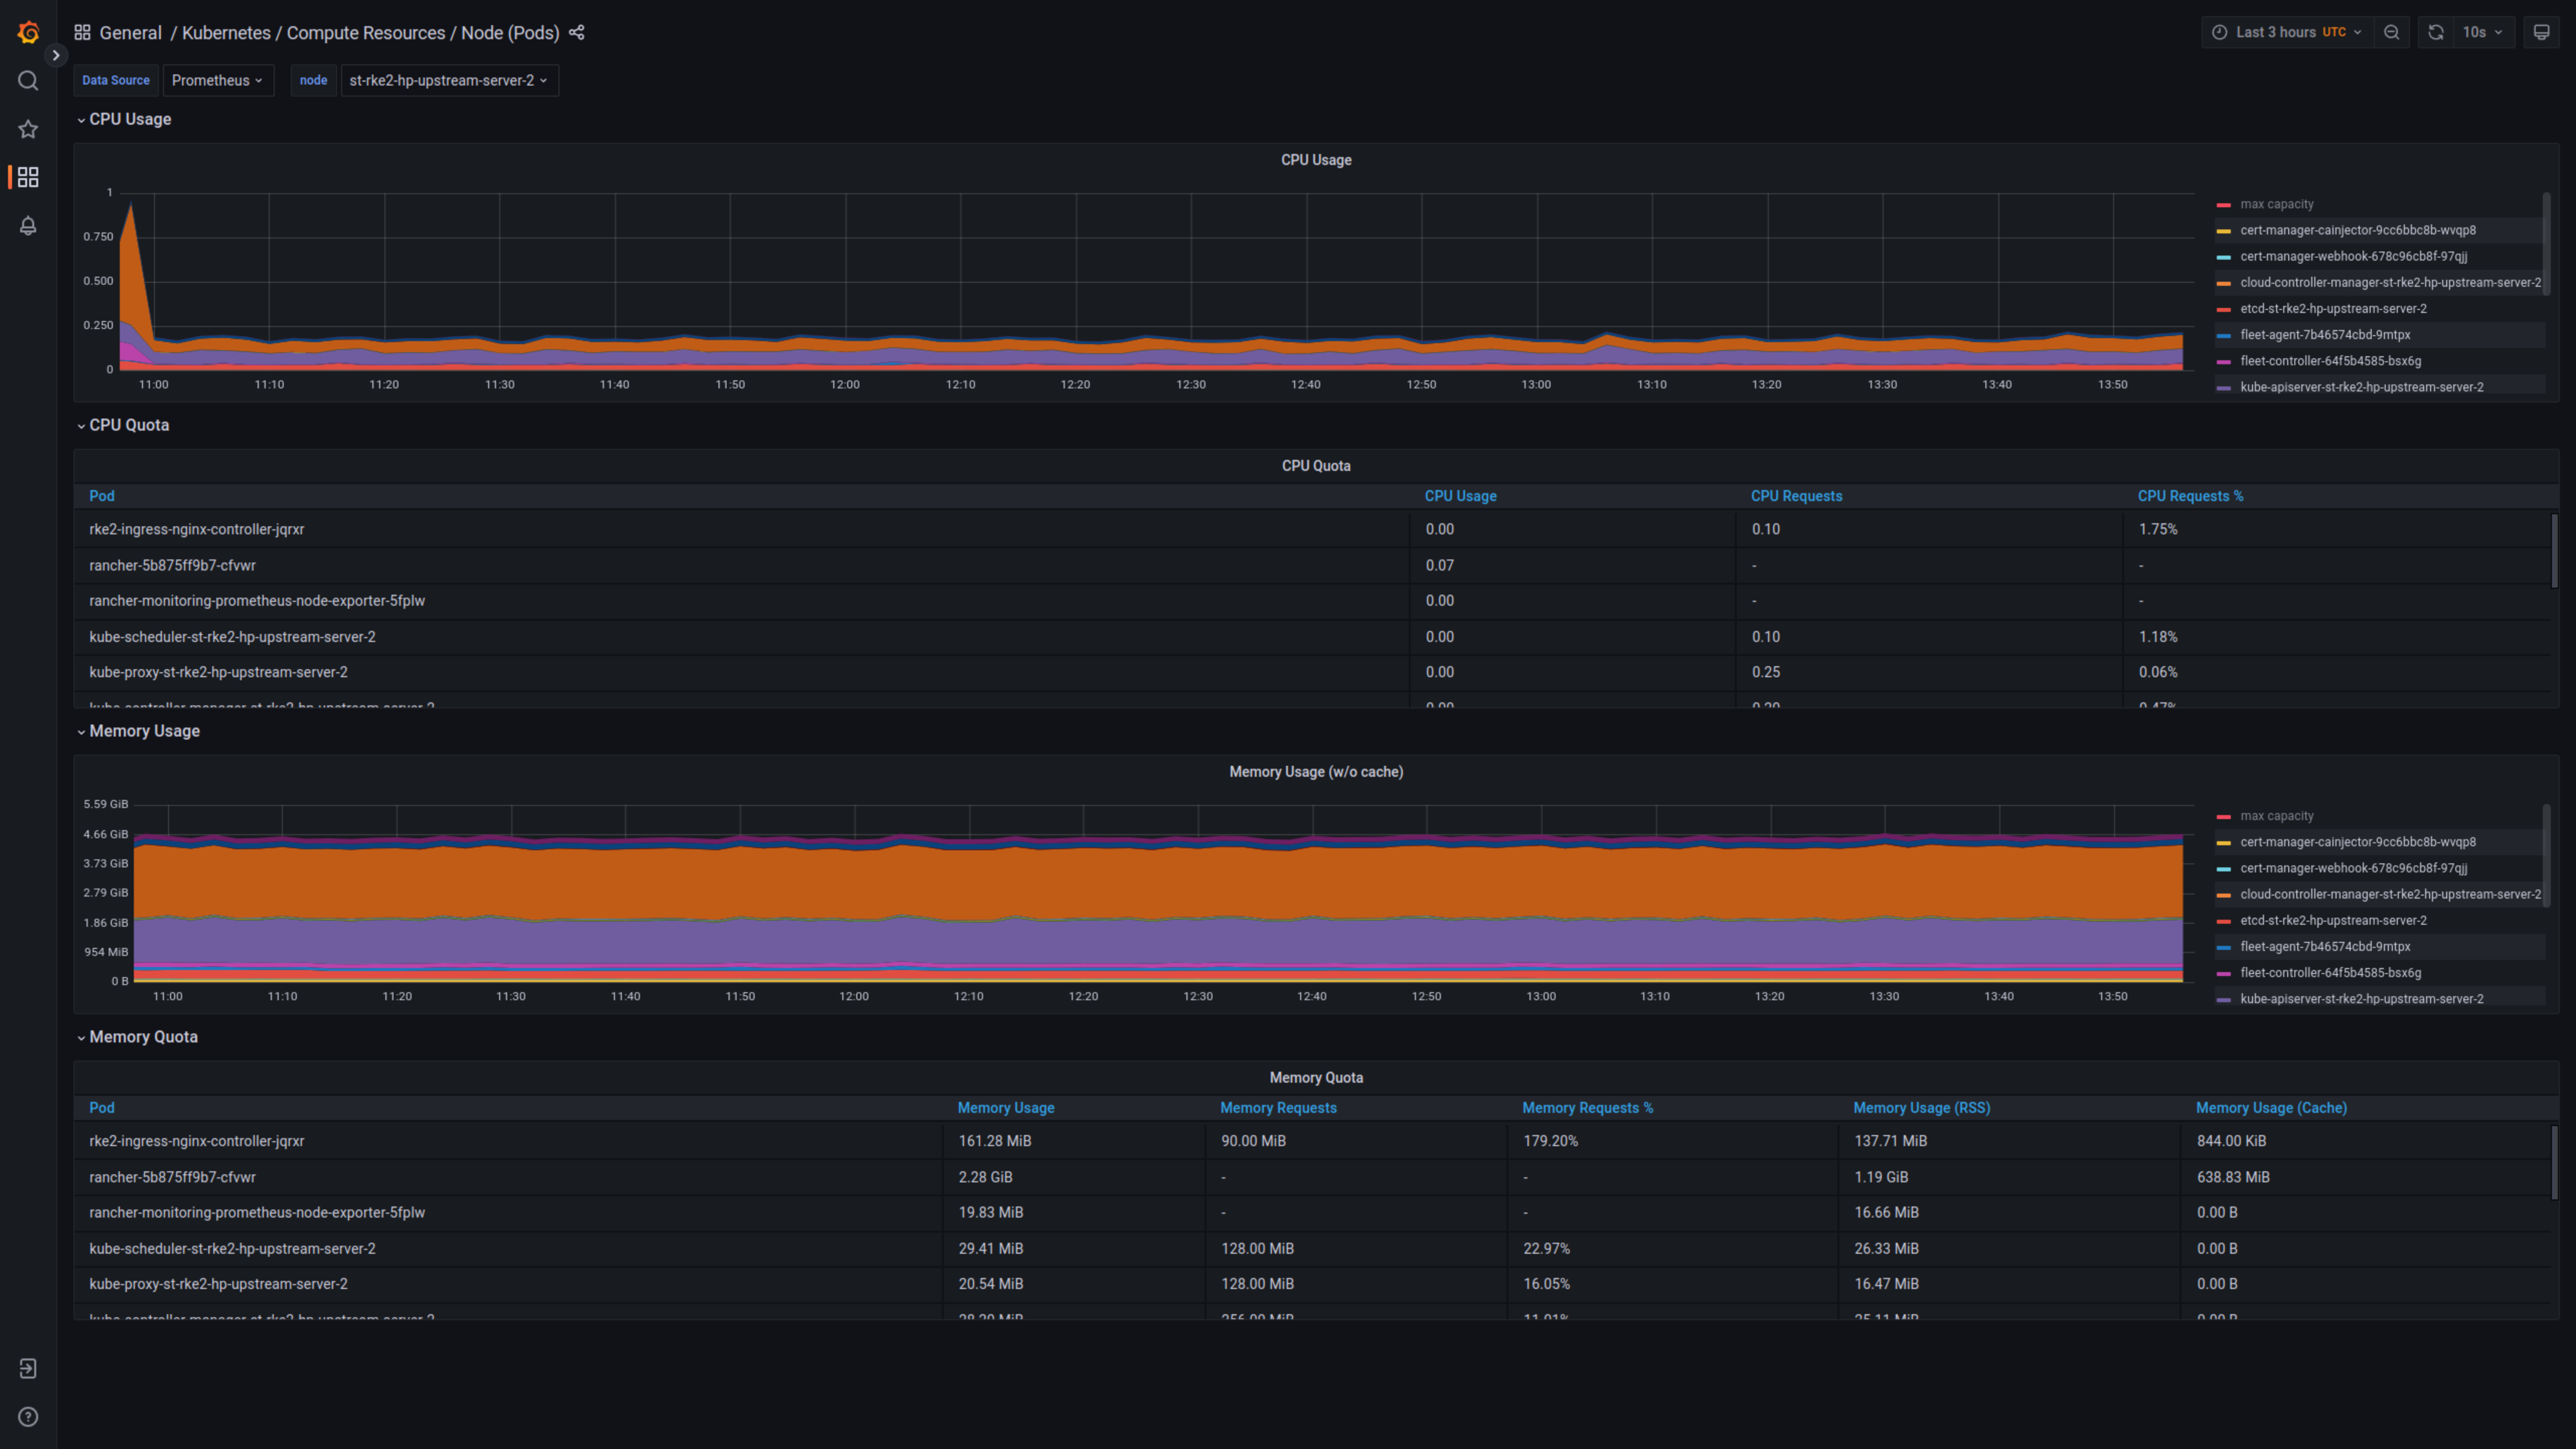 General / Kubernetes / Compute Resources / Node (Pods)
Last 3 hours UTC
10s
Data Source Prometheus node st-rke2-hp-upstream-server-2
CPU Usage
CPU Usage
1
0.750
0.500
0.250
0
11:00 11:10 11:20 11:30 11:40 11:50 12:00 12:10 12:20 12:30 12:40 12:50 13:00 13:10 13:20 13:30 13:40 13:50
max capacity
cert-manager-cainjector-9cc6bbc8b-wvqp8
cert-manager-webhook-678c96cb8f-97qjj
cloud-controller-manager-st-rke2-hp-upstream-server-2
etcd-st-rke2-hp-upstream-server-2
fleet-agent-7b46574cbd-9mtpx
fleet-controller-64f5b4585-bsx6g
kube-apiserver-st-rke2-hp-upstream-server-2
CPU Quota
CPU Quota
Pod CPU Usage CPU Requests CPU Requests %
rke2-ingress-nginx-controller-jqrxr 0.00 0.10 1.75%
rancher-5b875ff9b7-cfvwr 0.07 - -
rancher-monitoring-prometheus-node-exporter-5fplw 0.00 - -
kube-scheduler-st-rke2-hp-upstream-server-2 0.00 0.10 1.18%
kube-proxy-st-rke2-hp-upstream-server-2 0.00 0.25 0.06%
kube-controller-manager-st-rke2-hp-upstream-server-2
Memory Usage
Memory Usage (w/o cache)
5.59 GiB
4.66 GiB
3.73 GiB
2.79 GiB
1.86 GiB
954 MiB
0 B
11:00 11:10 11:20 11:30 11:40 11:50 12:00 12:10 12:20 12:30 12:40 12:50 13:00 13:10 13:20 13:30 13:40 13:50
max capacity
cert-manager-cainjector-9cc6bbc8b-wvqp8
cert-manager-webhook-678c96cb8f-97qjj
cloud-controller-manager-st-rke2-hp-upstream-server-2
etcd-st-rke2-hp-upstream-server-2
fleet-agent-7b46574cbd-9mtpx
fleet-controller-64f5b4585-bsx6g
kube-apiserver-st-rke2-hp-upstream-server-2
Memory Quota
Memory Quota
Pod Memory Usage Memory Requests Memory Requests % Memory Usage (RSS) Memory Usage (Cache)
rke2-ingress-nginx-controller-jqrxr 161.28 MiB 90.00 MiB 179.20% 137.71 MiB 844.00 KiB
rancher-5b875ff9b7-cfvwr 2.28 GiB - - 1.19 GiB 638.83 MiB
rancher-monitoring-prometheus-node-exporter-5fplw 19.83 MiB - - 16.66 MiB 0.00 B
kube-scheduler-st-rke2-hp-upstream-server-2 29.41 MiB 128.00 MiB 22.97% 26.33 MiB 0.00 B
kube-proxy-st-rke2-hp-upstream-server-2 20.54 MiB 128.00 MiB 16.05% 16.47 MiB 0.00 B
kube-controller-manager-st-rke2-hp-upstream-server-2